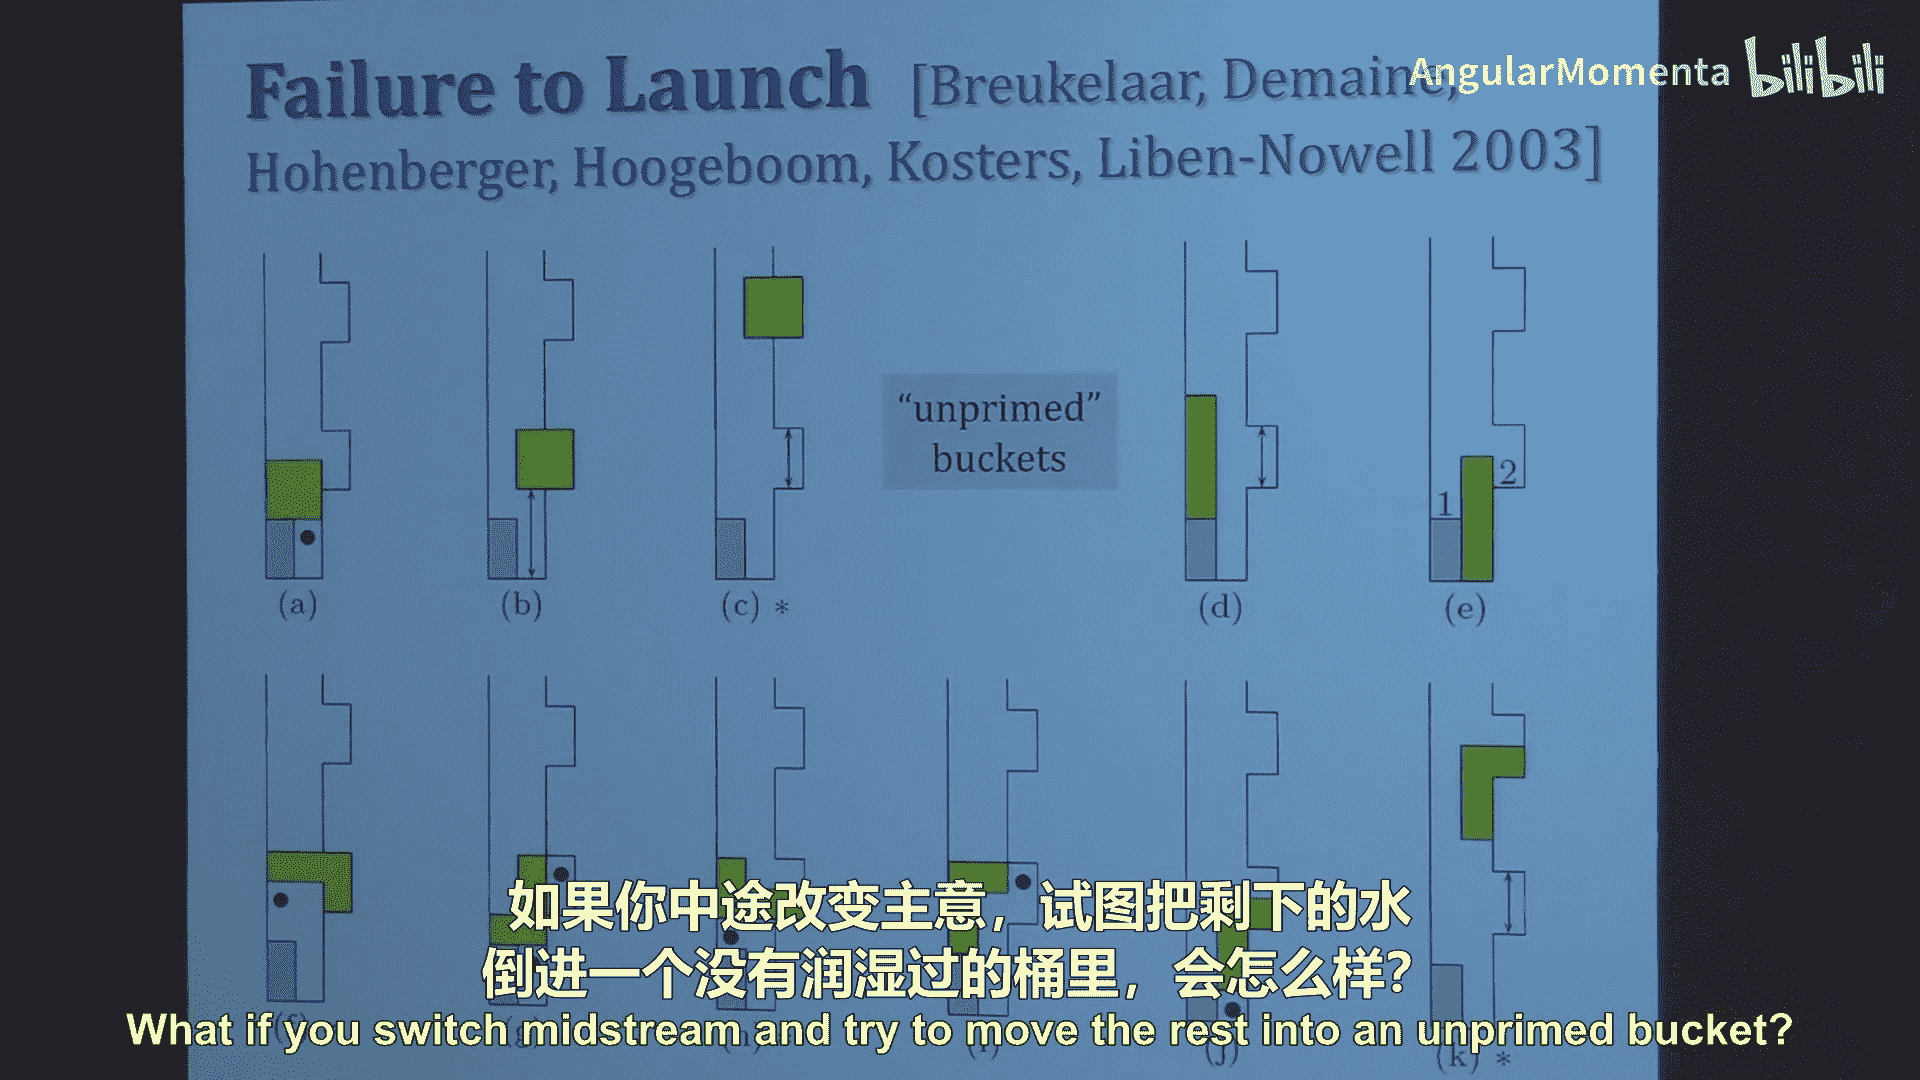 Failure to Launch [Breukelaar, Demaine,
AngularMomenta bilibili
Hohenberger, Hoogeboom, Kosters, Liben-Nowell 2003]
“unprimed”
buckets
1
2
(a)
(b)
(c) *
(d)
(e)
如果你中途改变主意，试图把剩下的水
倒进一个没有润湿过的桶里，会怎么样？
What if you switch midstream and try to move the rest into an unprimed bucket?
(i)
(j)
(k) *